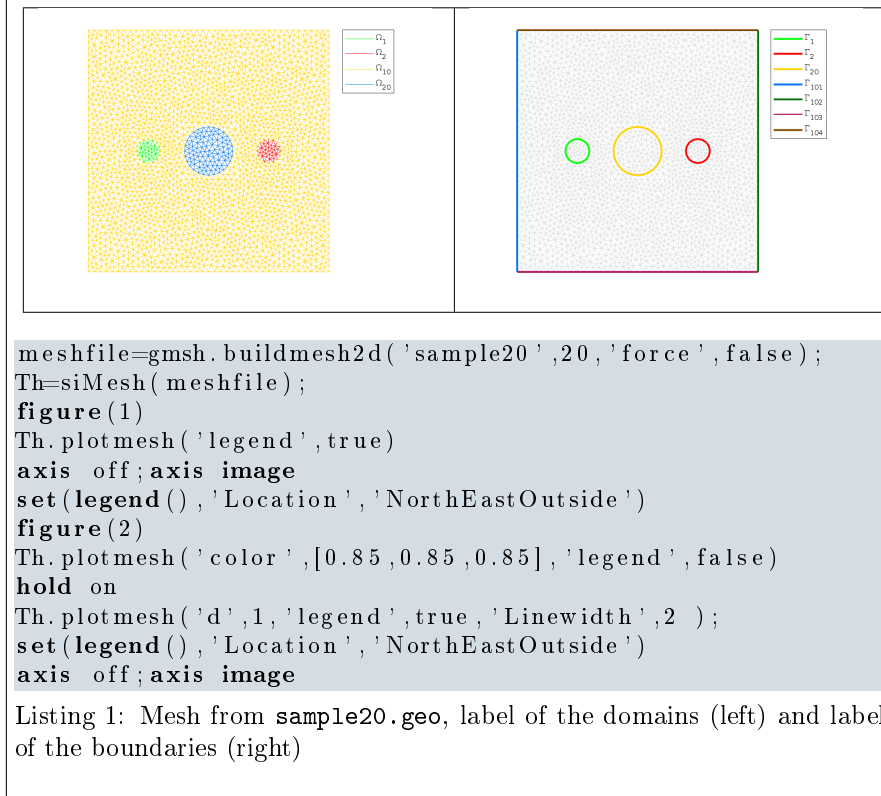 Ω1
Ω2
Ω10
Ω20
Γ1
Γ2
Γ20
Γ101
Γ102
Γ103
Γ104
meshfile=gmsh.buildmesh2d('sample20',20,'force',false);
Th=siMesh(meshfile);
figure(1)
Th.plotmesh('legend',true)
axis off;axis image
set(legend(),'Location','NorthEastOutside')
figure(2)
Th.plotmesh('color',[0.85,0.85,0.85],'legend',false)
hold on
Th.plotmesh('d',1,'legend',true,'Linewidth',2 );
set(legend(),'Location','NorthEastOutside')
axis off;axis image
Listing 1: Mesh from sample20.geo, label of the domains (left) and label
of the boundaries (right)